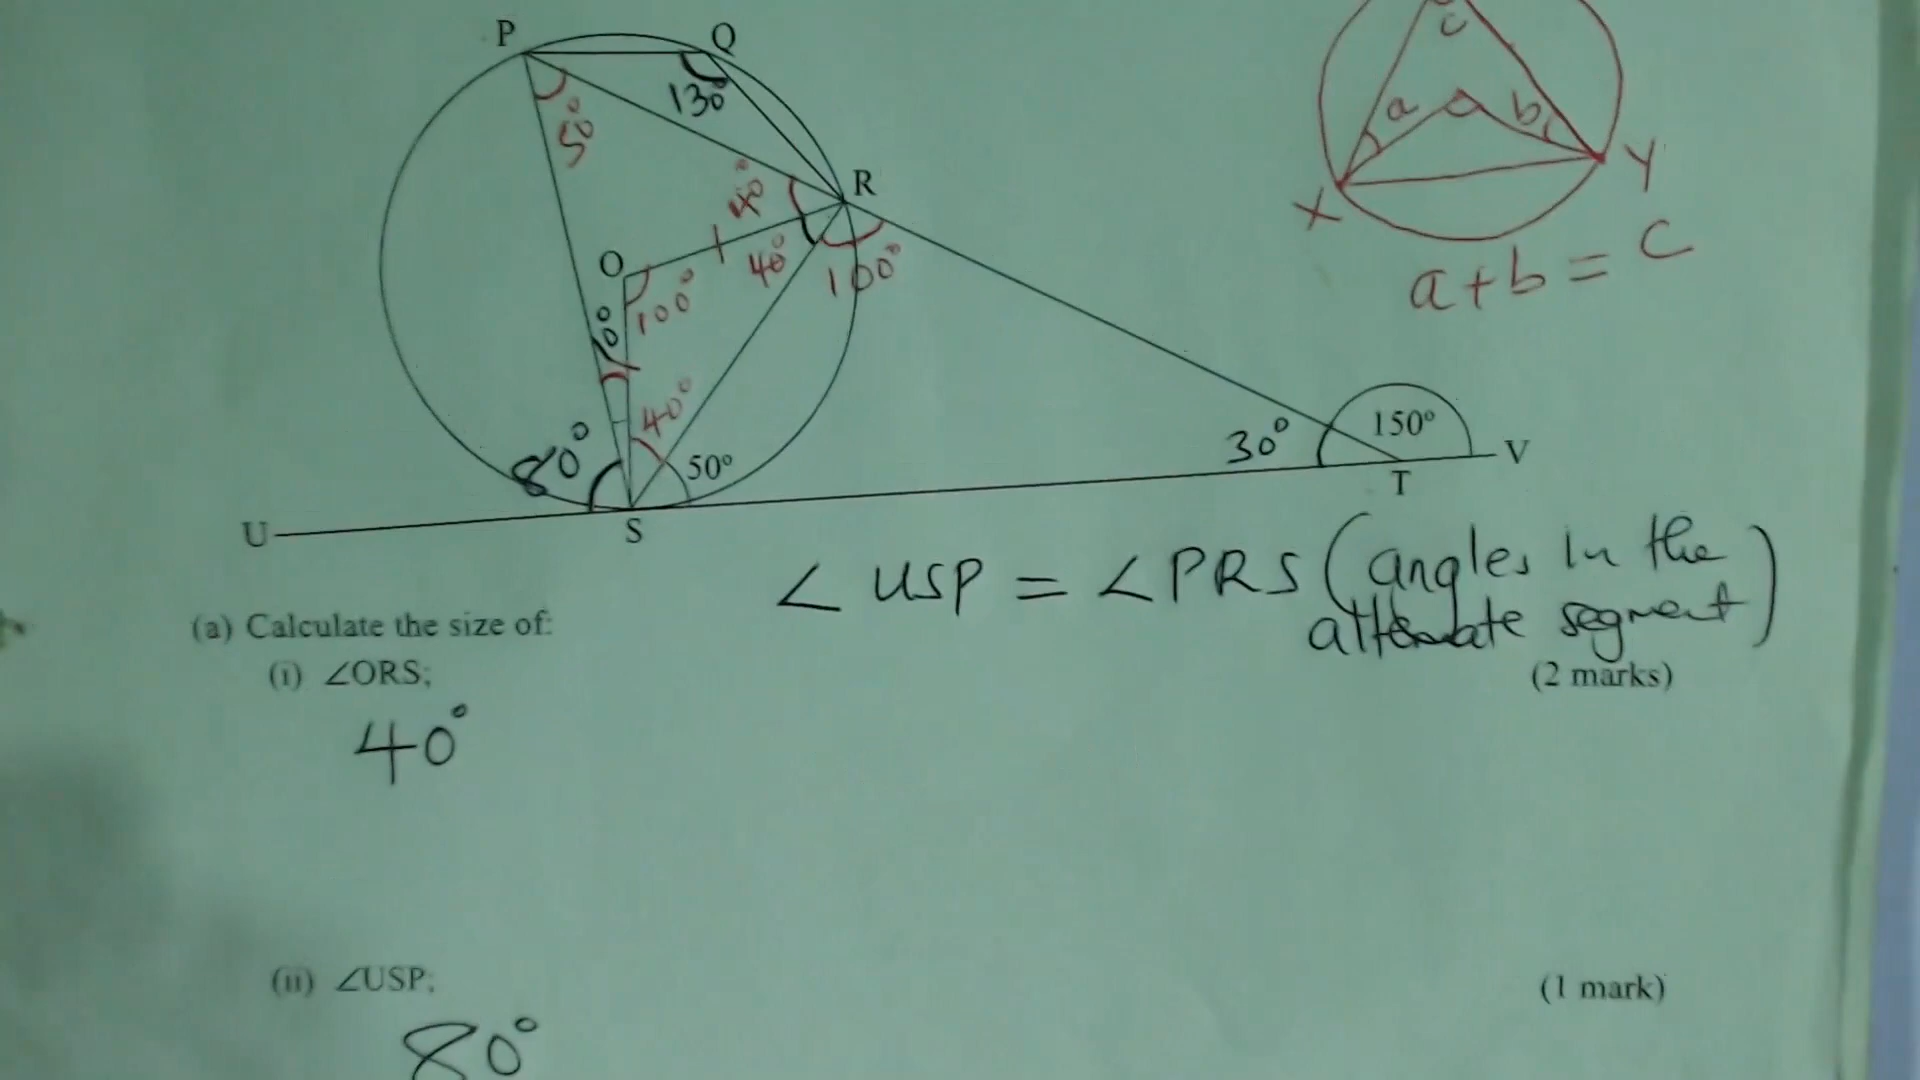 P
Q
c
130°
a
b
50°
R
Y
40°
X
O
40°
100°
100°
a+b = c
10°
40°
150°
30°
80°
50°
V
T
U
S
∠USP = ∠PRS (angles in the
alternate segment)
(a) Calculate the size of:
(i) ∠ORS;
(2 marks)
40°
(ii) ∠USP;
(1 mark)
80°